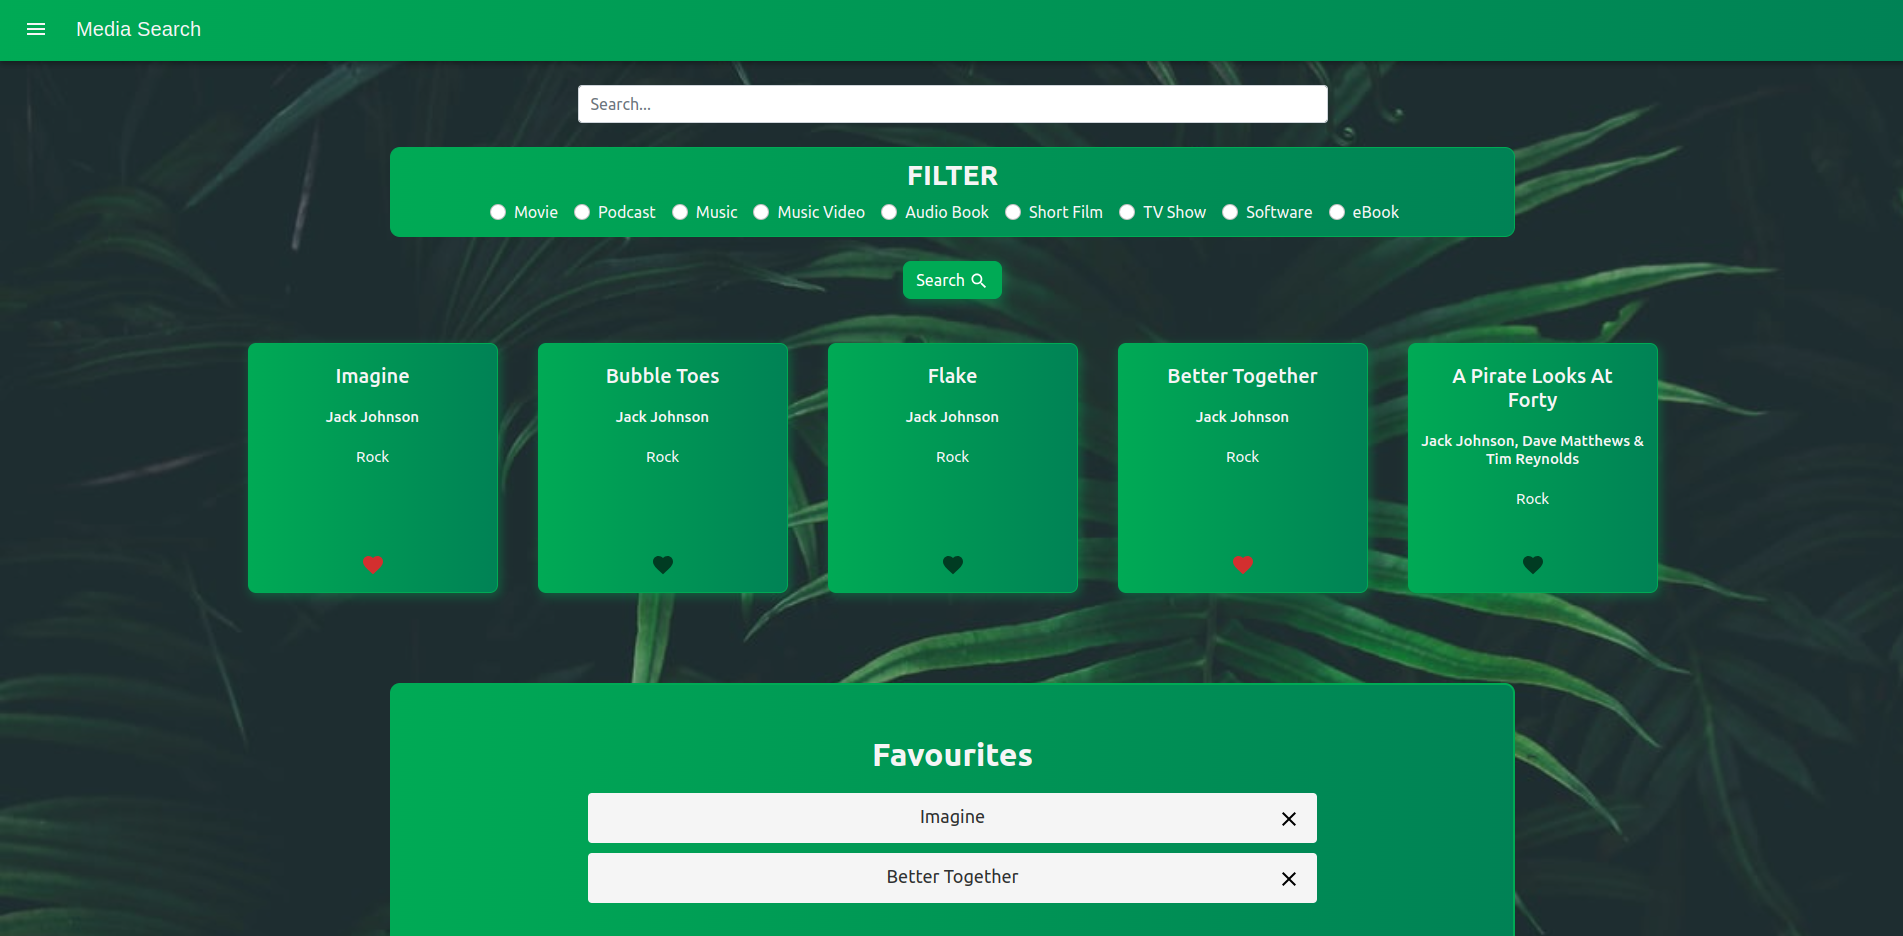 Media Search
Search...
FILTER
Movie Podcast Music Music Video Audio Book Short Film TV Show Software eBook
Search
Imagine
Jack Johnson
Rock
Bubble Toes
Jack Johnson
Rock
Flake
Jack Johnson
Rock
Better Together
Jack Johnson
Rock
A Pirate Looks At
Forty
Jack Johnson, Dave Matthews &
Tim Reynolds
Rock
Favourites
Imagine
Better Together